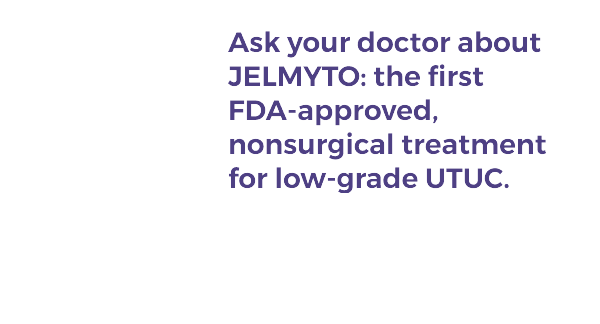 Ask your doctor about
JELMYTO: the first
FDA-approved,
nonsurgical treatment
for low-grade UTUC.